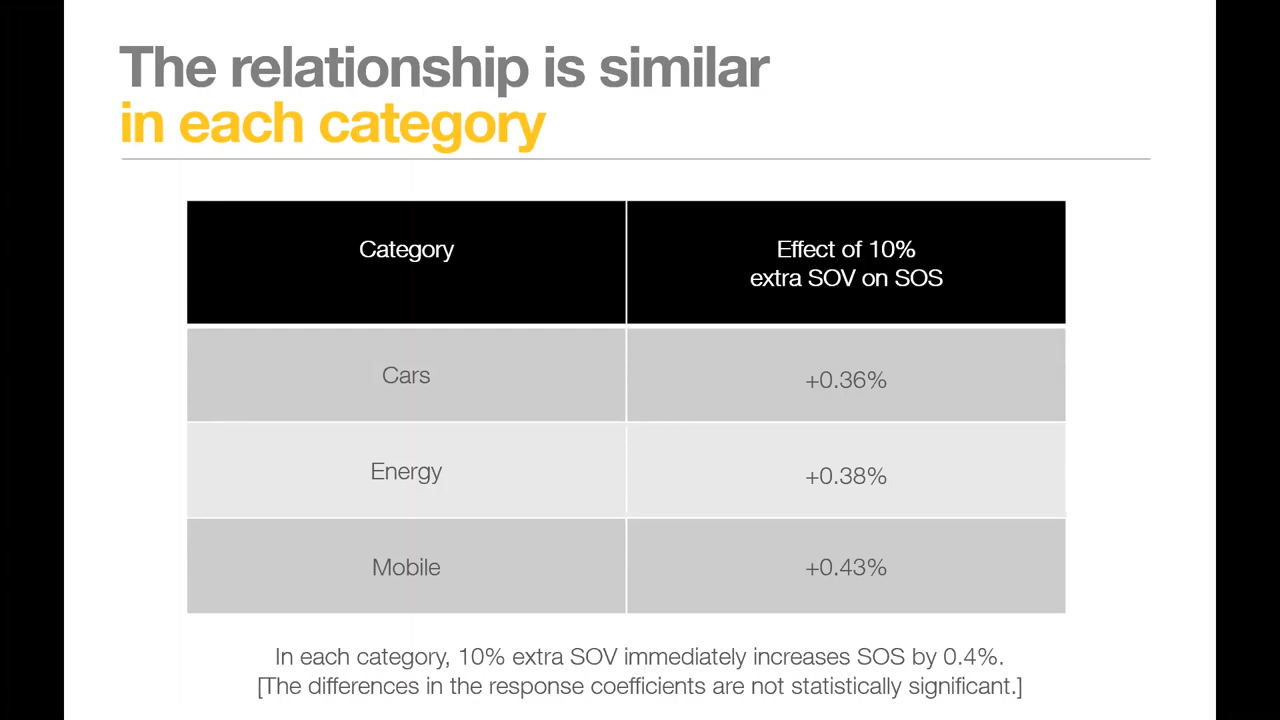 The relationship is similar
in each category
Category
Effect of 10%
extra SOV on SOS
Cars
+0.36%
Energy
+0.38%
Mobile
+0.43%
In each category, 10% extra SOV immediately increases SOS by 0.4%.
[The differences in the response coefficients are not statistically significant.]